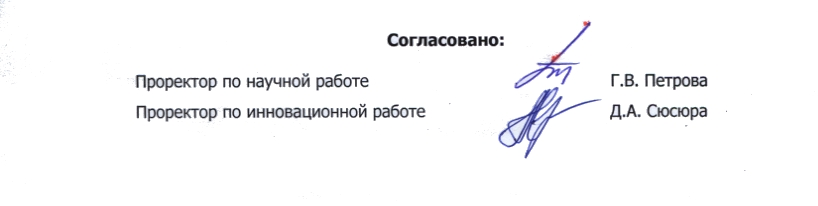 Согласовано:
Проректор по научной работе Г.В. Петрова
Проректор по инновационной работе Д.А. Сюсюра